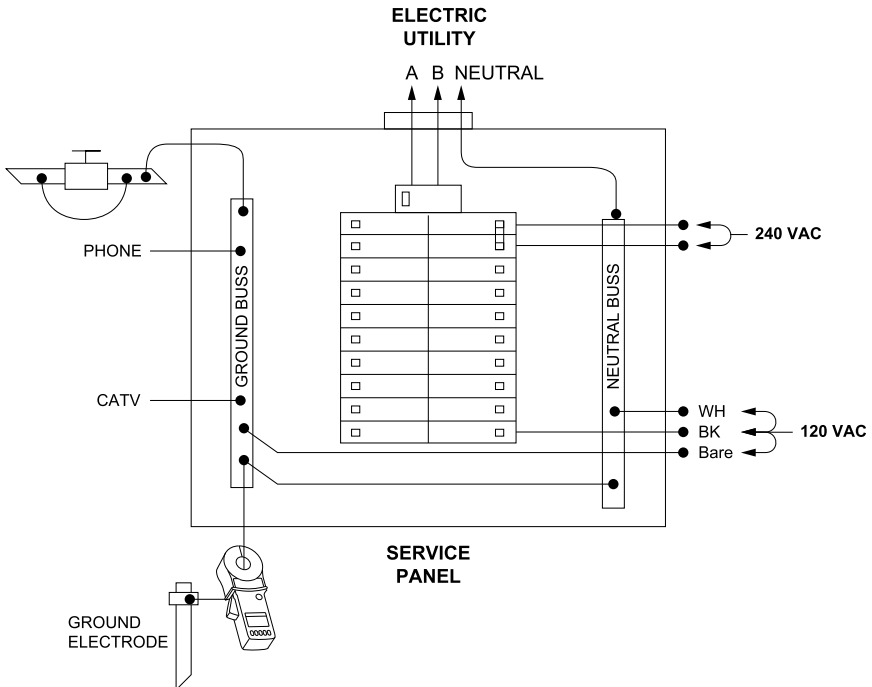 ELECTRIC
UTILITY
A B NEUTRAL
PHONE
GROUND BUSS
CATV
NEUTRAL BUSS
240 VAC
WH
BK
Bare
120 VAC
SERVICE
PANEL
GROUND
ELECTRODE